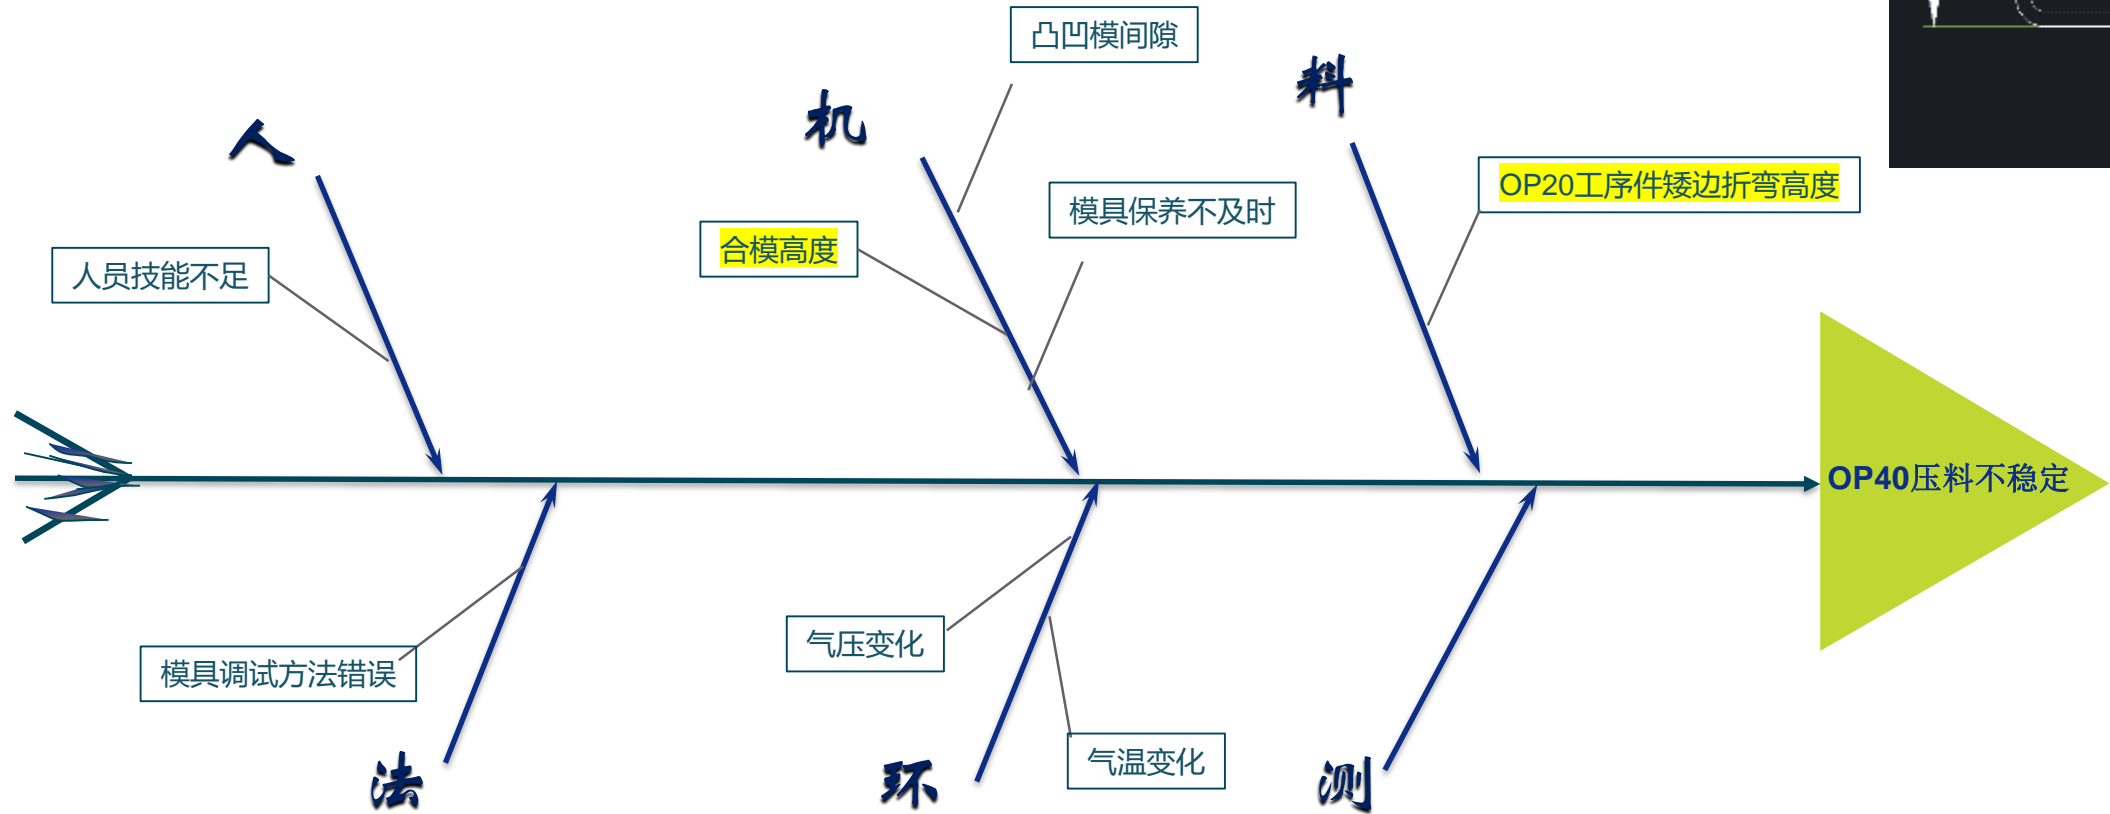 凸凹模间隙
料
机
人
OP20工序件矮边折弯高度
模具保养不及时
合模高度
人员技能不足
OP40压料不稳定
气压变化
模具调试方法错误
气温变化
法
环
测